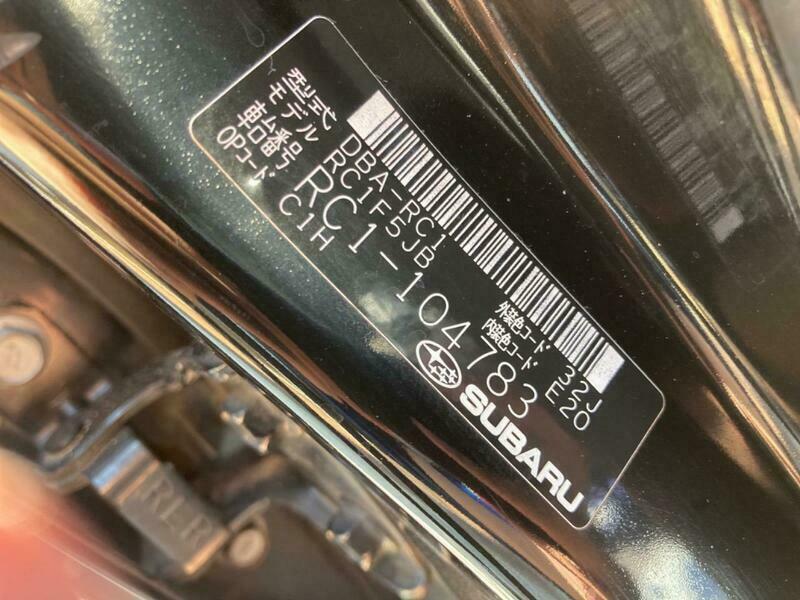 型式 DBA-RC1
モデル RC1F5JB
車台番号 RC1-104783
OPコード C1H
外装色コード 32J
内装色コード E20
SUBARU
RLR